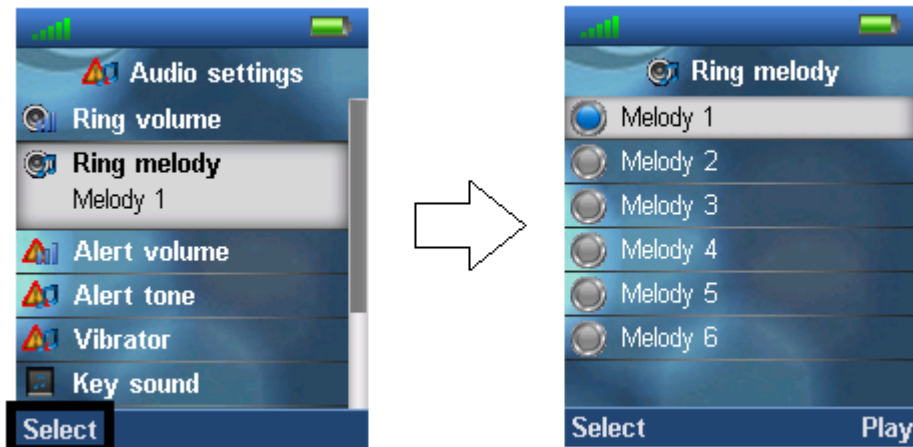 Audio settings
Ring volume
Ring melody
Melody 1
Alert volume
Alert tone
Vibrator
Key sound
Select
Ring melody
Melody 1
Melody 2
Melody 3
Melody 4
Melody 5
Melody 6
Select Play